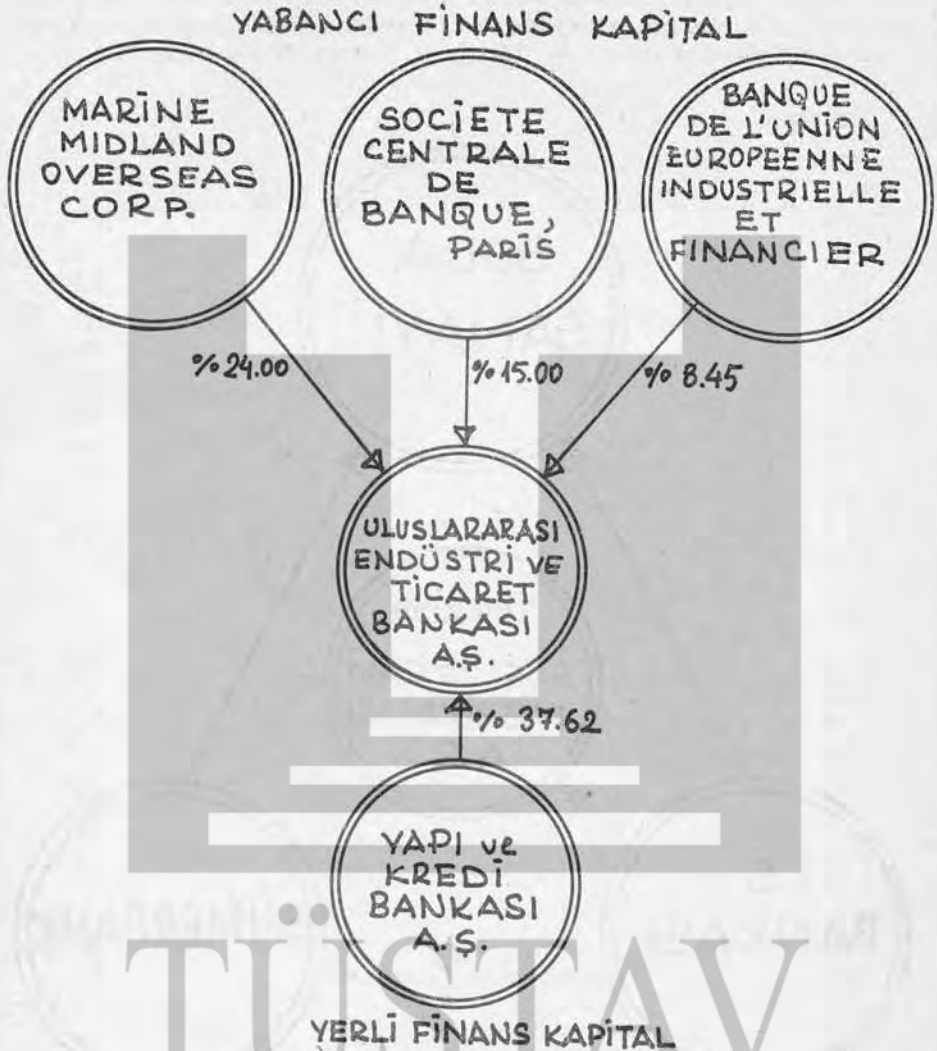 YABANCI FİNANS KAPİTAL
MARİNE
MIDLAND
OVERSEAS
CORP.
SOCİETE
CENTRALE
DE
BANQUE,
PARİS
BANQUE
DE L'UNİON
EUROPEENNE
INDUSTRIELLE
ET
FINANCIER
%24.00
%15.00
% 8.45
ULUSLARARASI
ENDÜSTRİ VE
TİCARET
BANKASI
A.Ş.
% 37.62
YAPI ve
KREDİ
BANKASI
A.Ş.
TÜSTAV
YERLİ FİNANS KAPİTAL